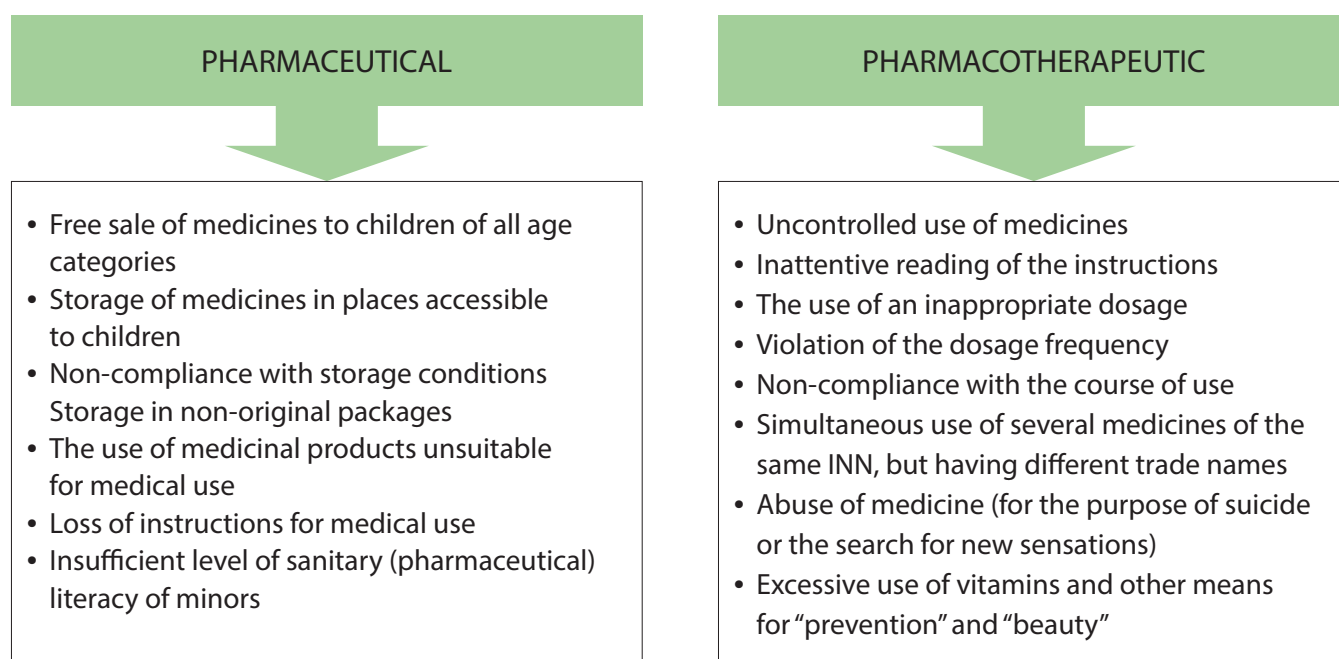 PHARMACEUTICAL
• Free sale of medicines to children of all age
categories
• Storage of medicines in places accessible
to children
• Non-compliance with storage conditions
Storage in non-original packages
• The use of medicinal products unsuitable
for medical use
• Loss of instructions for medical use
• Insufficient level of sanitary (pharmaceutical)
literacy of minors
PHARMACOTHERAPEUTIC
• Uncontrolled use of medicines
• Inattentive reading of the instructions
• The use of an inappropriate dosage
• Violation of the dosage frequency
• Non-compliance with the course of use
• Simultaneous use of several medicines of the
same INN, but having different trade names
• Abuse of medicine (for the purpose of suicide
or the search for new sensations)
• Excessive use of vitamins and other means
for “prevention” and “beauty”